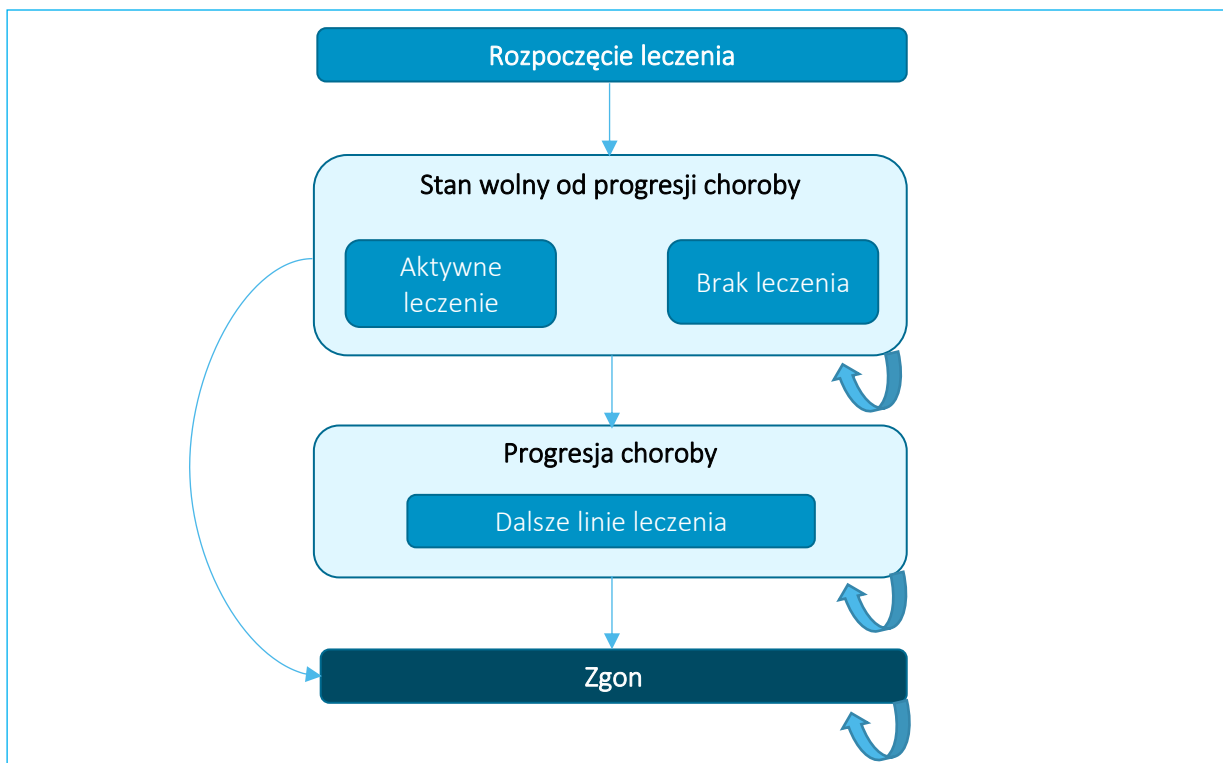 Rozpoczęcie leczenia
Stan wolny od progresji choroby
Aktywne
leczenie
Brak leczenia
Progresja choroby
Dalsze linie leczenia
Zgon